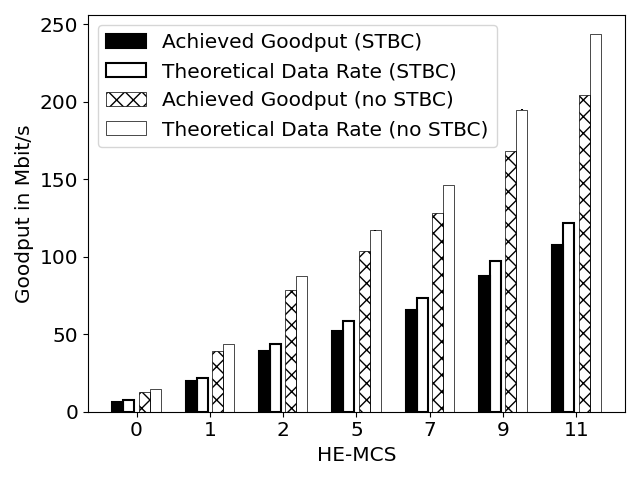 Achieved Goodput (STBC)
Theoretical Data Rate (STBC)
Achieved Goodput (no STBC)
Theoretical Data Rate (no STBC)
250
200
150
100
50
0
Goodput in Mbit/s
0 1 2 5 7 9 11
HE-MCS